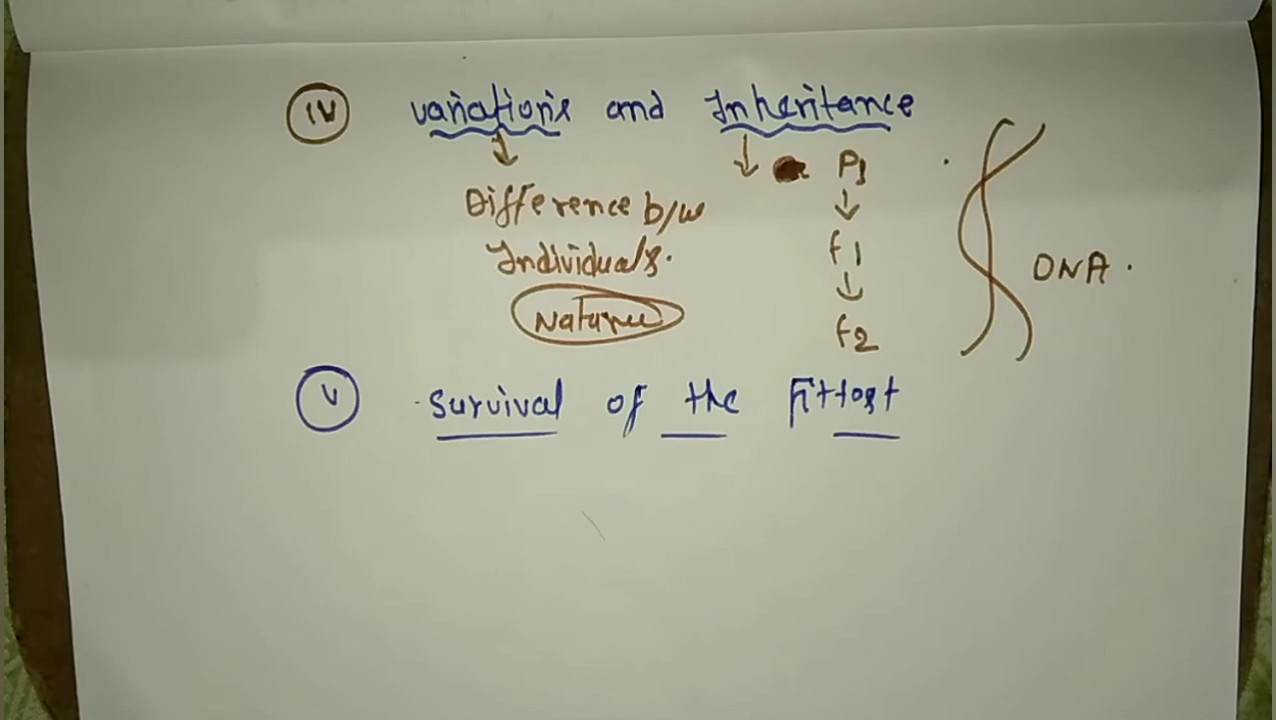 IV variations and Inheritance
Difference b/w
Individuals.
Nature
P1
F1
F2
DNA.
V Survival of the Fittest